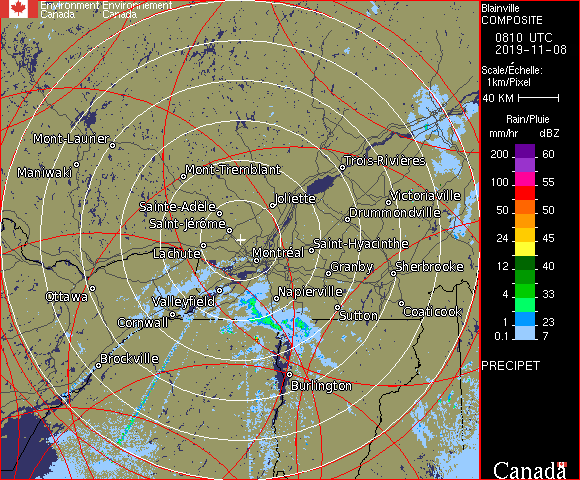 Environment Environnement
Canada Canada
Mont-Laurier
Maniwaki
Mont-Tremblant
Trois-Rivières
Joliette
Victoriaville
Sainte-Adèle
Drummondville
Saint-Jérôme
Lachute
Montréal
Saint-Hyacinthe
Granby
Sherbrooke
Ottawa
Valleyfield
Napierville
Cornwall
Sutton
Coaticook
Brockville
Burlington
Blainville
COMPOSITE
0810 UTC
2019-11-08
Scale/Échelle:
1km/Pixel
40 KM
Rain/Pluie
mm/hr dBZ
200 60
100 55
50 50
24 45
12 40
4 33
1 23
0.1 7
PRECIPET
Canada